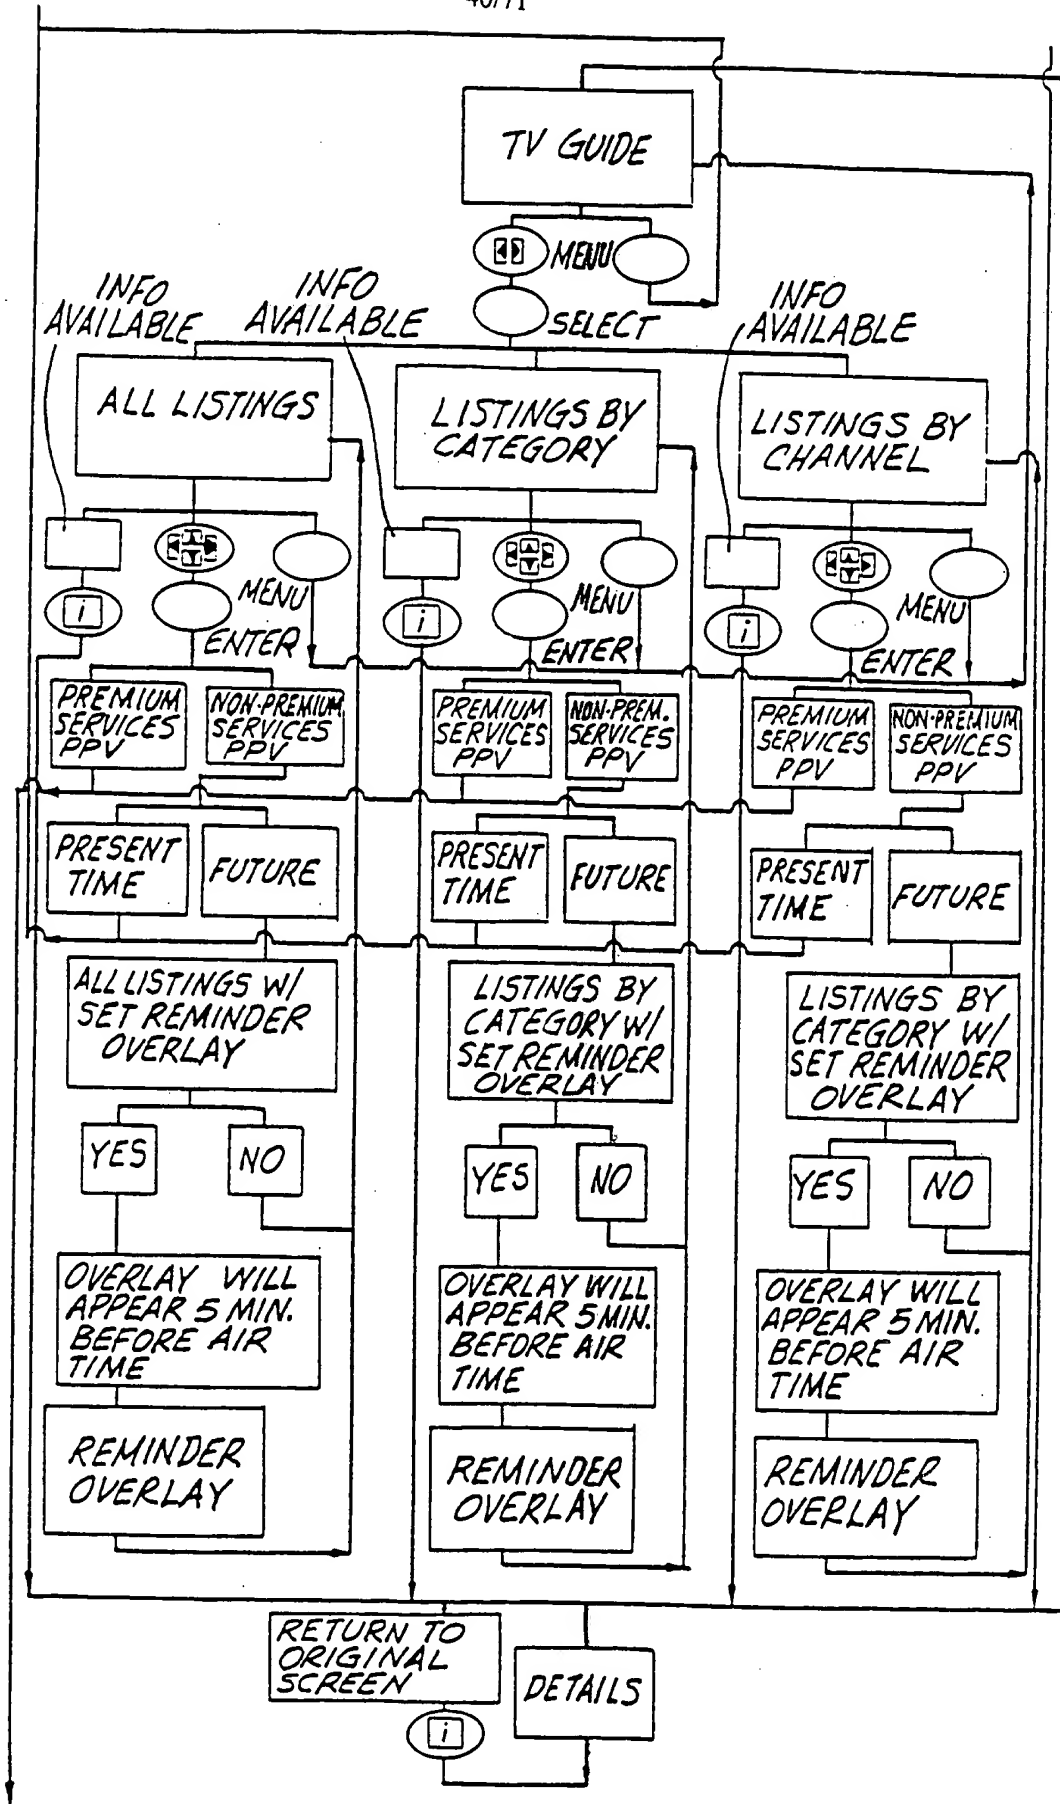 TV GUIDE
MENU
SELECT
INFO
AVAILABLE
INFO
AVAILABLE
INFO
AVAILABLE
ALL LISTINGS
LISTINGS BY
CATEGORY
LISTINGS BY
CHANNEL
i
MENU
ENTER
i
MENU
ENTER
i
MENU
ENTER
PREMIUM
SERVICES
PPV
NON-PREMIUM
SERVICES
PPV
PREMIUM
SERVICES
PPV
NON-PREM.
SERVICES
PPV
PREMIUM
SERVICES
PPV
NON-PREMIUM
SERVICES
PPV
PRESENT
TIME
FUTURE
PRESENT
TIME
FUTURE
PRESENT
TIME
FUTURE
ALL LISTINGS W/
SET REMINDER
OVERLAY
LISTINGS BY
CATEGORY W/
SET REMINDER
OVERLAY
LISTINGS BY
CATEGORY W/
SET REMINDER
OVERLAY
YES
NO
YES
NO
YES
NO
OVERLAY WILL
APPEAR 5 MIN.
BEFORE AIR
TIME
OVERLAY WILL
APPEAR 5 MIN.
BEFORE AIR
TIME
OVERLAY WILL
APPEAR 5 MIN.
BEFORE AIR
TIME
REMINDER
OVERLAY
REMINDER
OVERLAY
REMINDER
OVERLAY
RETURN TO
ORIGINAL
SCREEN
DETAILS
i